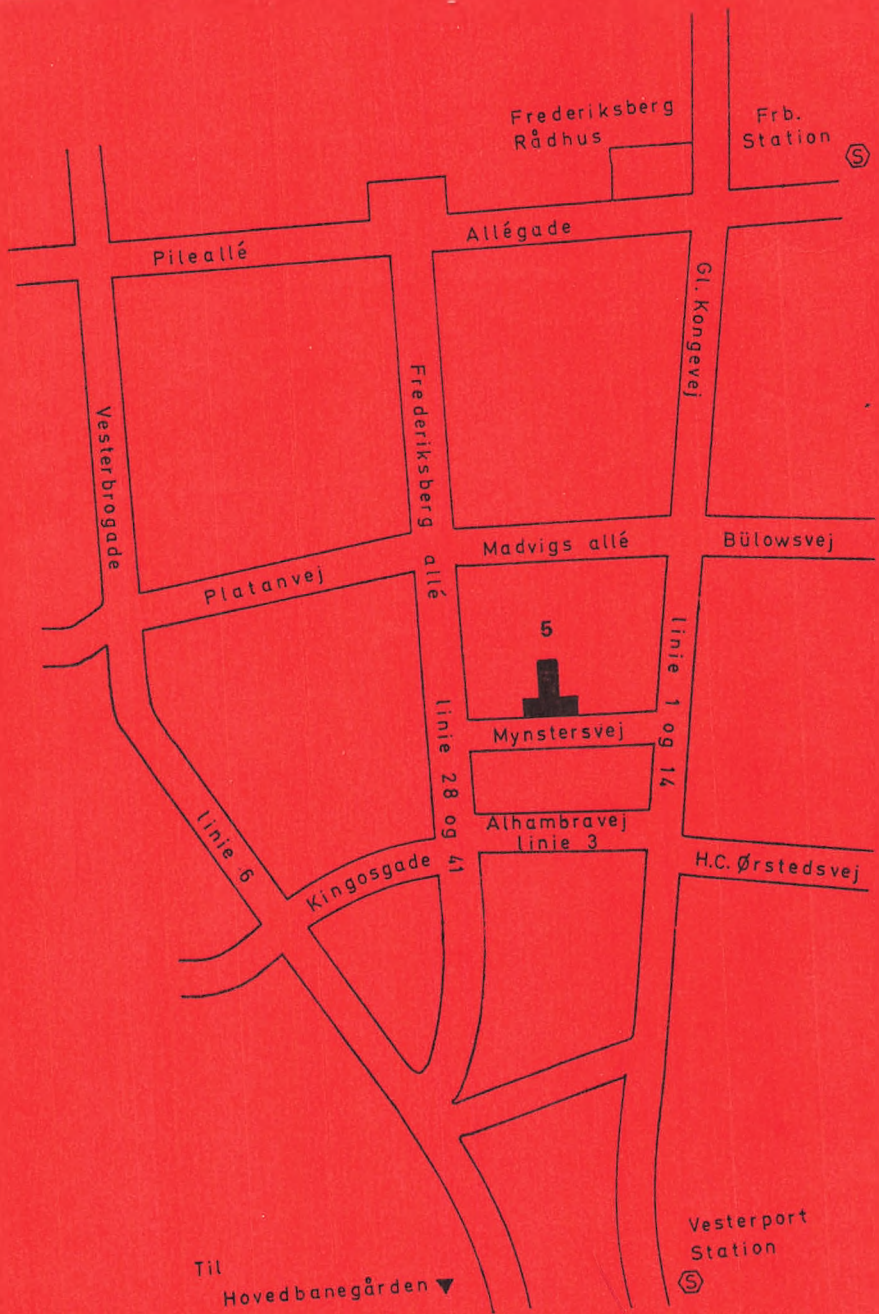 Frederiksberg
Rådhus
Frb.
Station
S
Pileallé
Allégade
Gl. Kongevej
Vesterbrogade
Frederiksberg allé
Platanvej
Madvigs allé
Bülowsvej
5
linie 1 og 14
Mynstersvej
linie 28 og 41
Alhambravej
linie 3
linie 6
Kingosgade
H.C. Ørstedsvej
Vesterport
Station
S
Til
Hovedbanegården